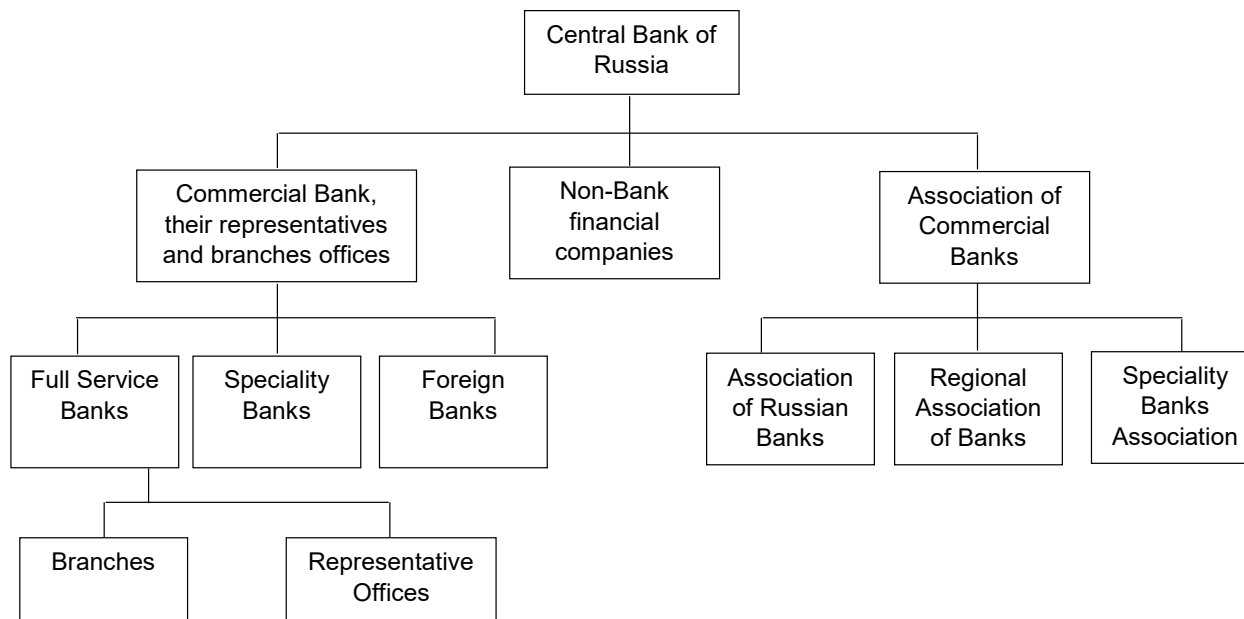 Central Bank of
Russia
Commercial Bank,
their representatives
and branches offices
Non-Bank
financial
companies
Association of
Commercial
Banks
Full Service
Banks
Speciality
Banks
Foreign
Banks
Association
of Russian
Banks
Regional
Association
of Banks
Speciality
Banks
Association
Branches
Representative
Offices